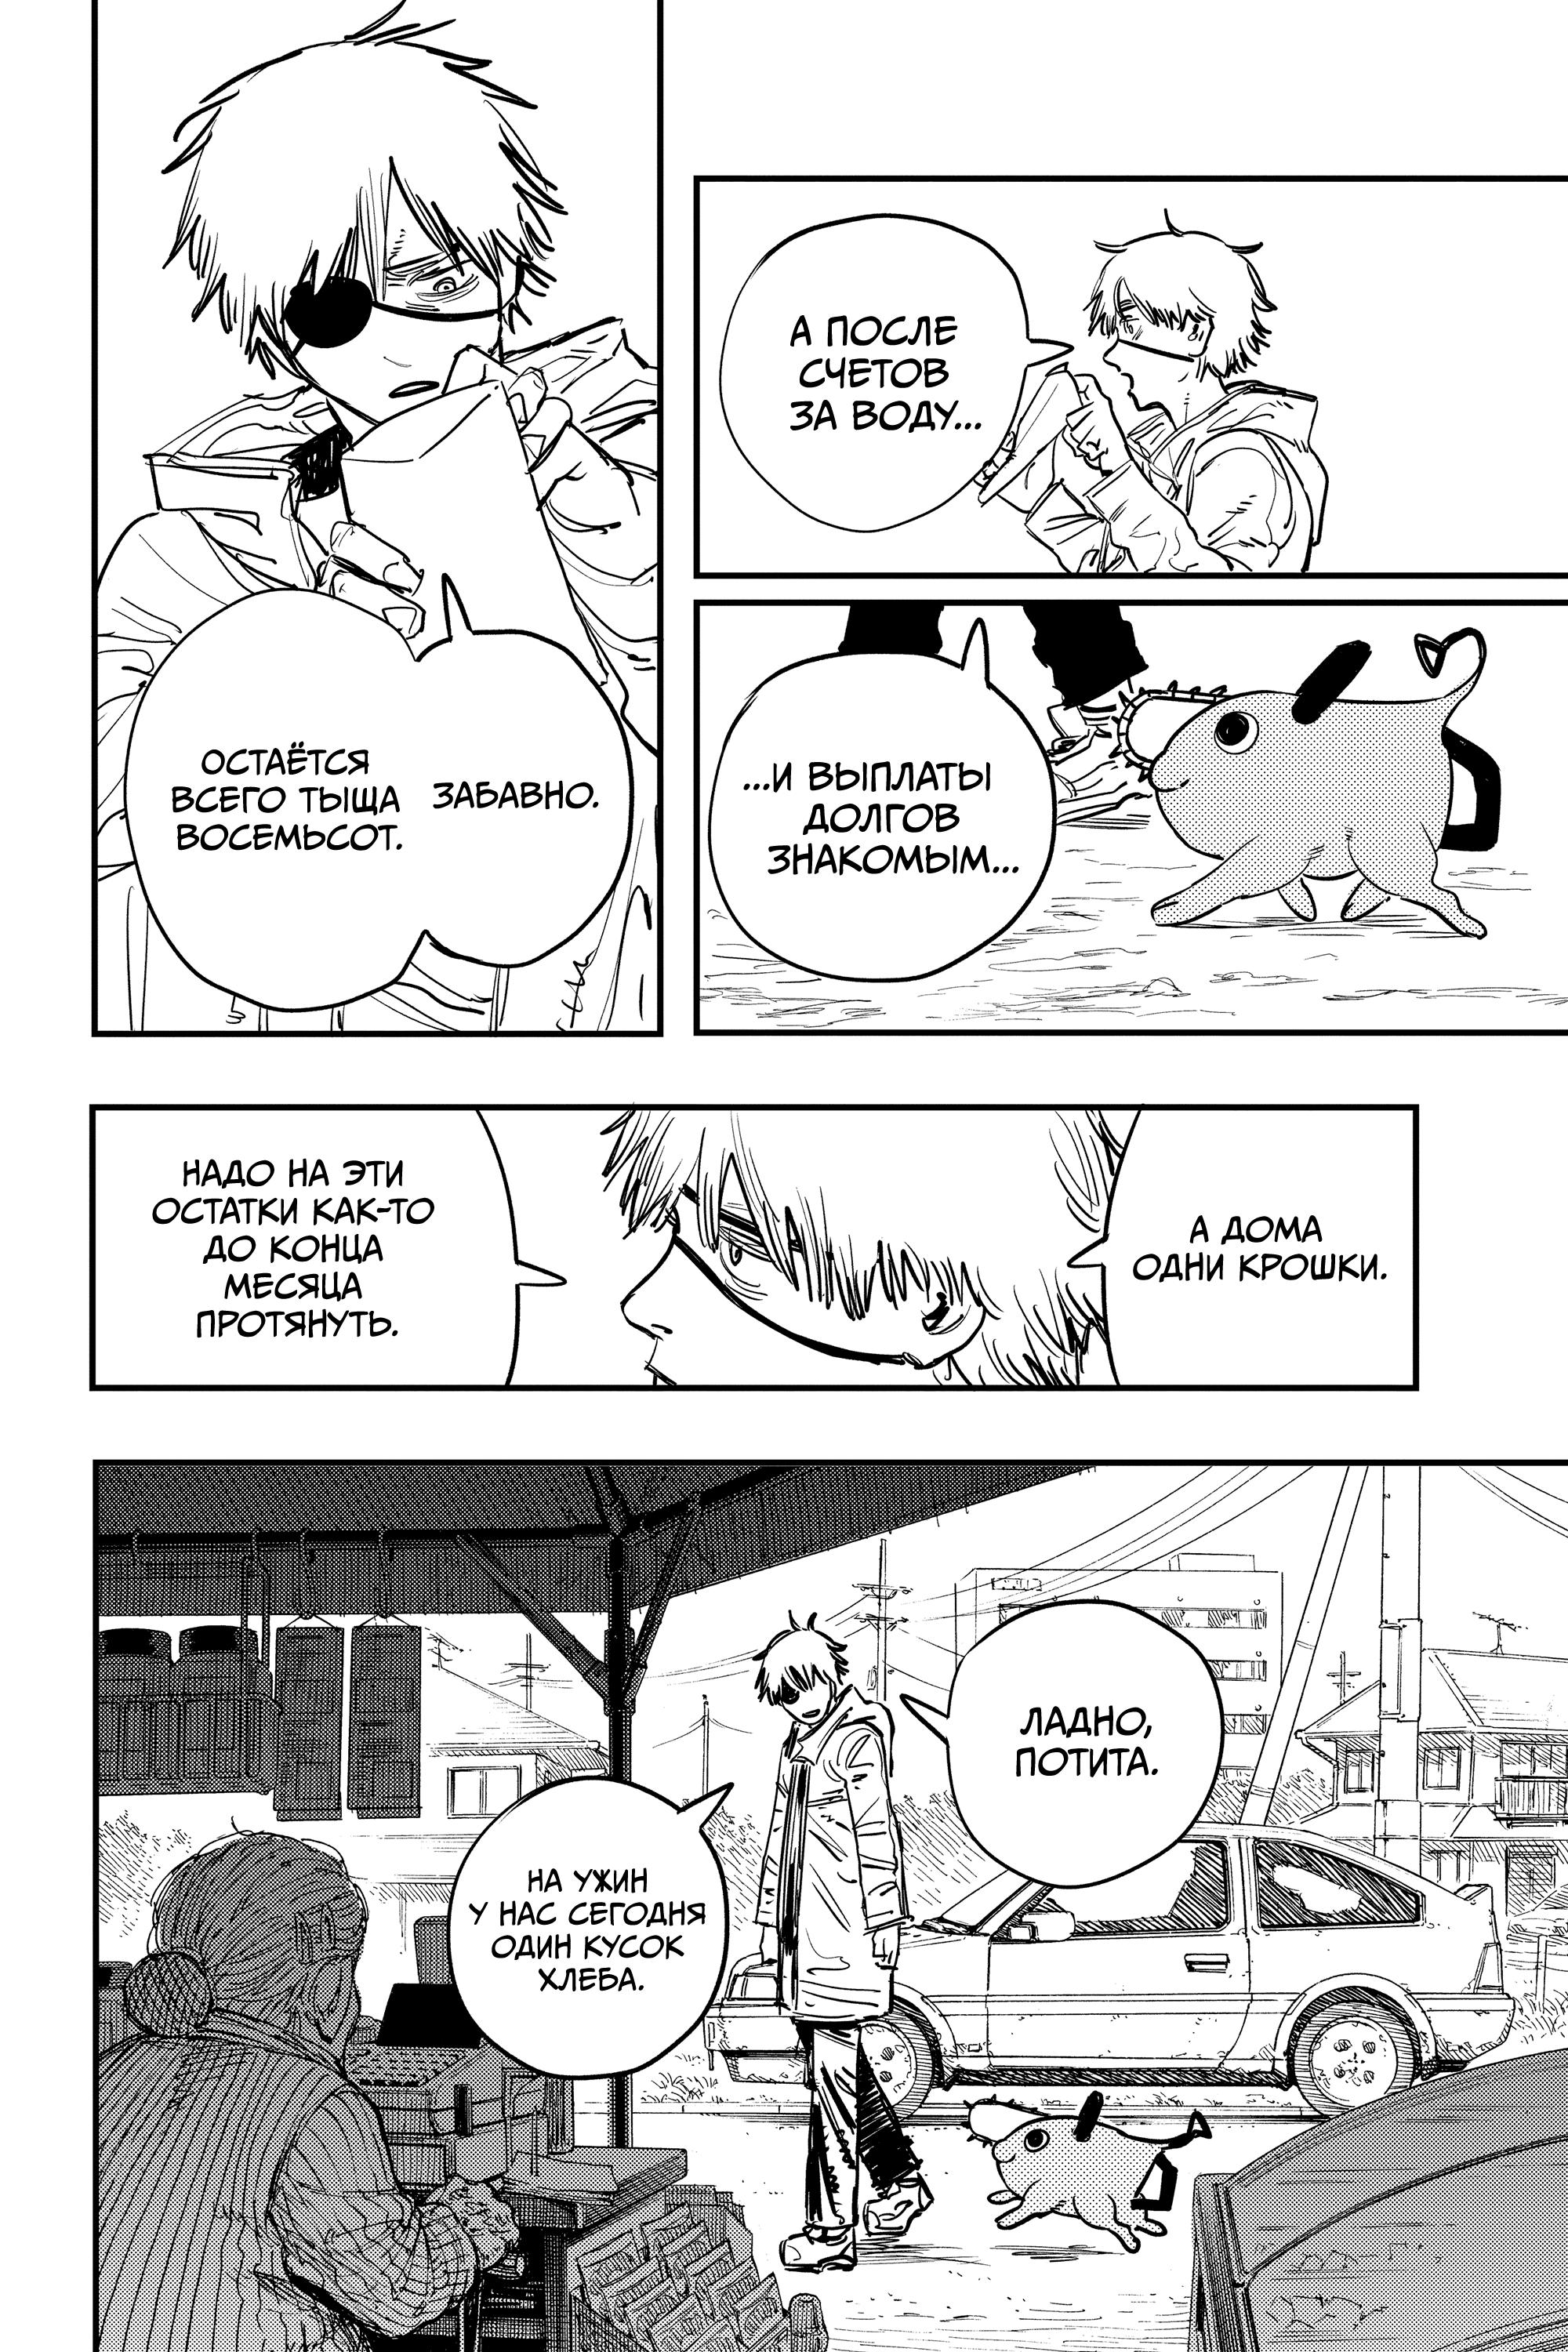 А ПОСЛЕ
СЧЕТОВ
ЗА ВОДУ...
...И ВЫПЛАТЫ
ДОЛГОВ
ЗНАКОМЫМ...
ЗАБАВНО.
ОСТАЁТСЯ
ВСЕГО ТЫЩА
ВОСЕМЬСОТ.
А ДОМА
ОДНИ КРОШКИ.
НАДО НА ЭТИ
ОСТАТКИ КАК-ТО
ДО КОНЦА
МЕСЯЦА
ПРОТЯНУТЬ.
ЛАДНО,
ПОТИТА.
НА УЖИН
У НАС СЕГОДНЯ
ОДИН КУСОК
ХЛЕБА.